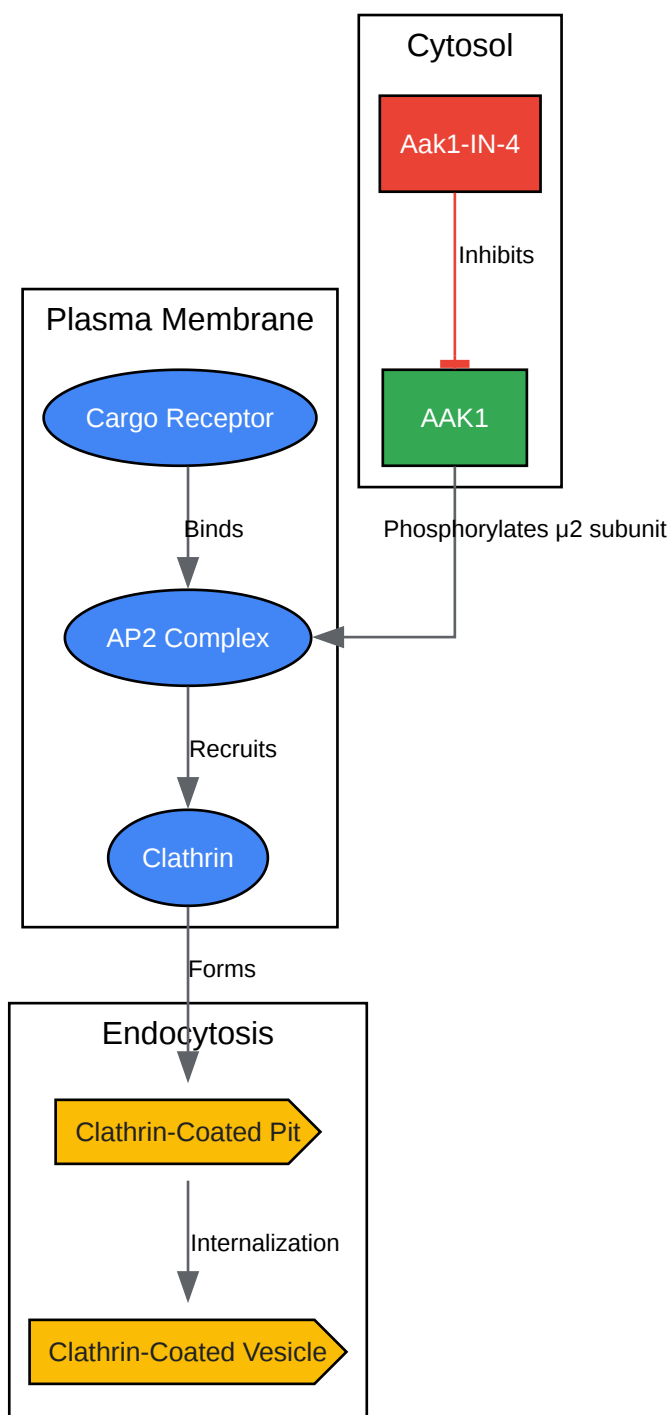 Cytosol
Aak1-IN-4
Inhibits
AAK1
Phosphorylates μ2 subunit
Plasma Membrane
Cargo Receptor
Binds
AP2 Complex
Recruits
Clathrin
Forms
Endocytosis
Clathrin-Coated Pit
Internalization
Clathrin-Coated Vesicle